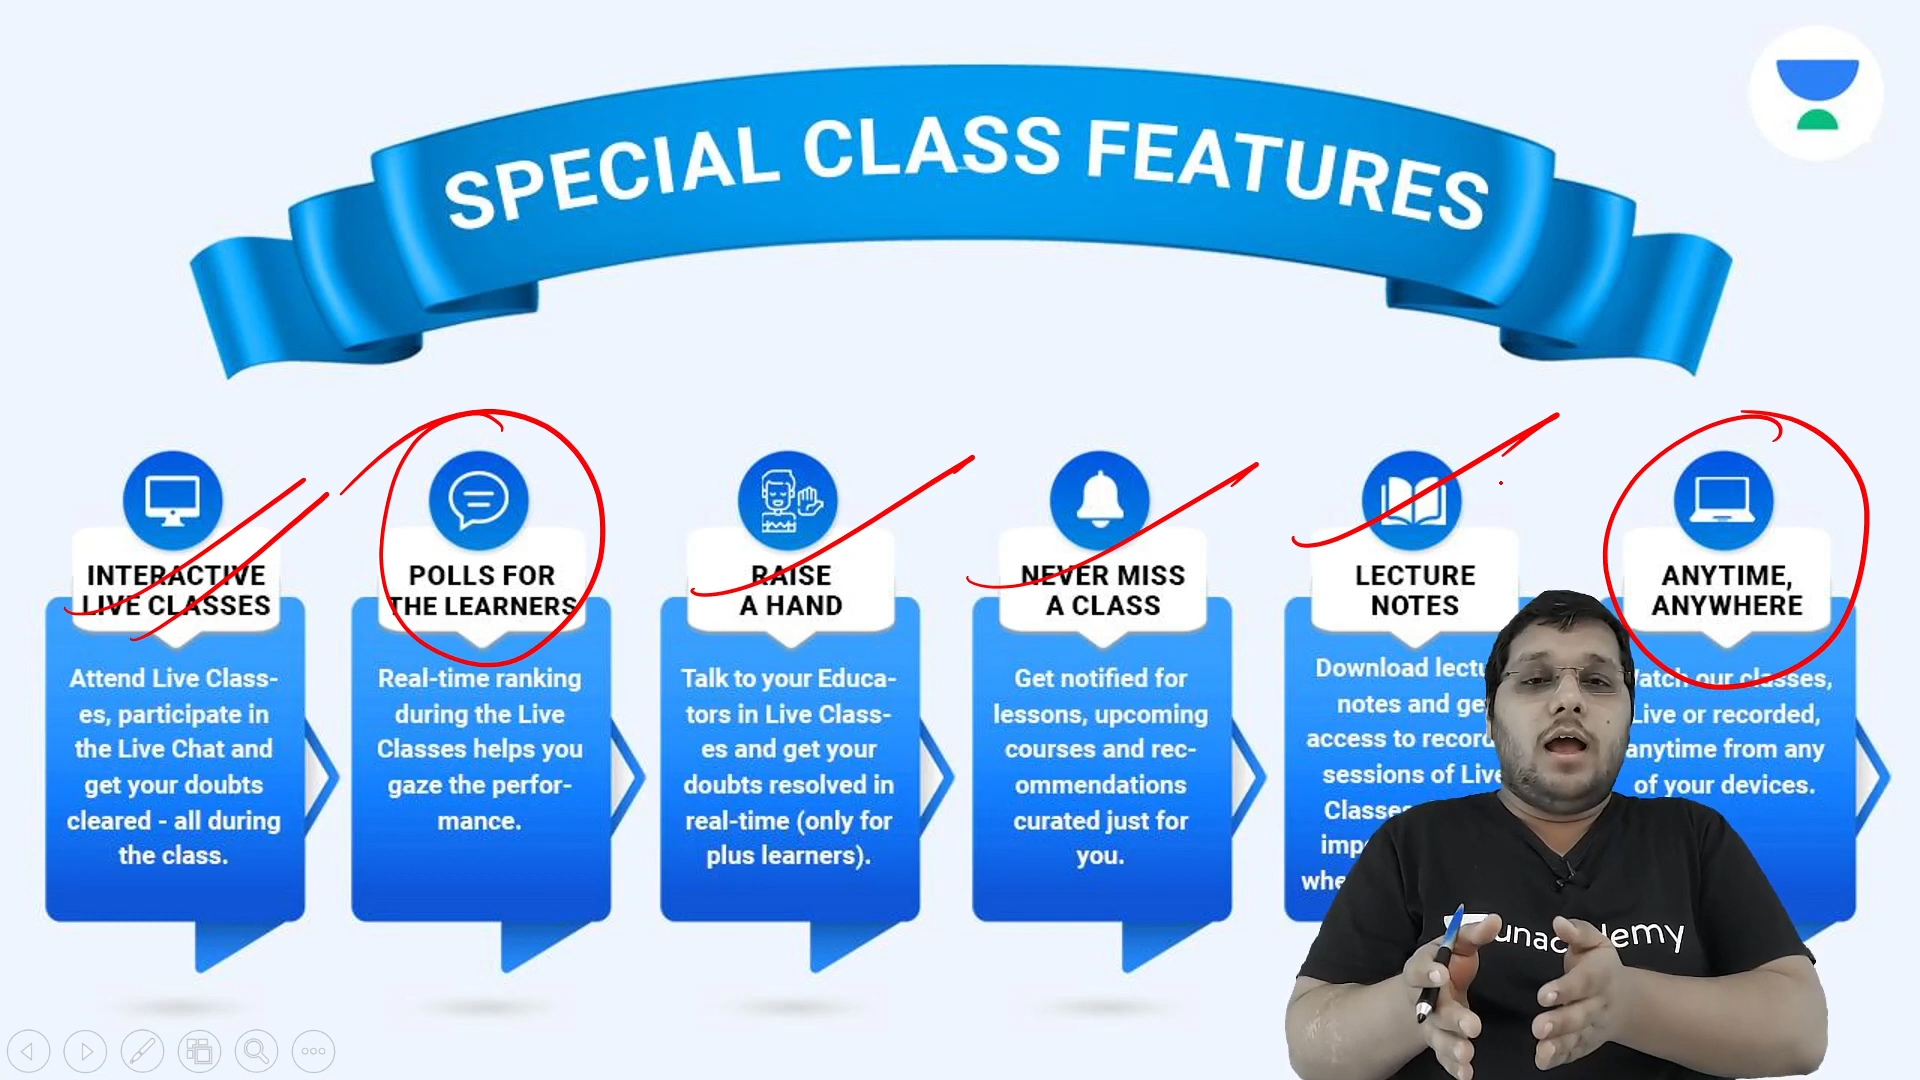 SPECIAL CLASS FEATURES
INTERACTIVE
LIVE CLASSES
Attend Live Class-
es, participate in
the Live Chat and
get your doubts
cleared - all during
the class.
POLLS FOR
THE LEARNERS
Real-time ranking
during the Live
Classes helps you
gaze the perfor-
mance.
RAISE
A HAND
Talk to your Educa-
tors in Live Class-
es and get your
doubts resolved in
real-time (only for
plus learners).
NEVER MISS
A CLASS
Get notified for
lessons, upcoming
courses and rec-
ommendations
curated just for
you.
LECTURE
NOTES
Download
notes and
access to
sessions of Live
ANYTIME,
ANYWHERE
our classes,
Live or recorded,
anytime from any
of your devices.
unacademy